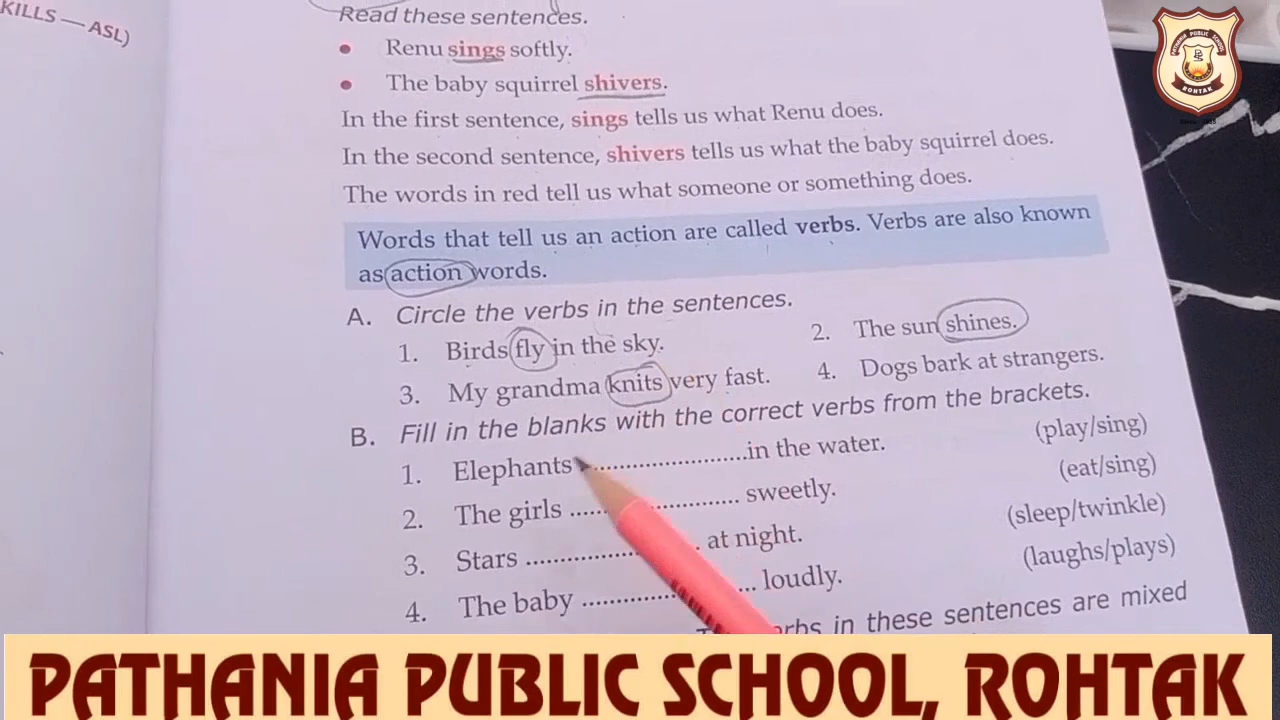 KILLS — ASL)
Read these sentences.
• Renu sings softly.
• The baby squirrel shivers.
In the first sentence, sings tells us what Renu does.
In the second sentence, shivers tells us what the baby squirrel does.
The words in red tell us what someone or something does.
Words that tell us an action are called verbs. Verbs are also known
as action words.
A. Circle the verbs in the sentences.
1. Birds fly in the sky. 2. The sun shines.
3. My grandma knits very fast. 4. Dogs bark at strangers.
B. Fill in the blanks with the correct verbs from the brackets.
1. Elephants ........................in the water. (play/sing)
2. The girls ........................ sweetly. (eat/sing)
3. Stars ........................ at night. (sleep/twinkle)
4. The baby ........................ loudly. (laughs/plays)
in these sentences are mixed
PATHANIA PUBLIC SCHOOL
ROHTAK
PATHANIA PUBLIC SCHOOL, ROHTAK